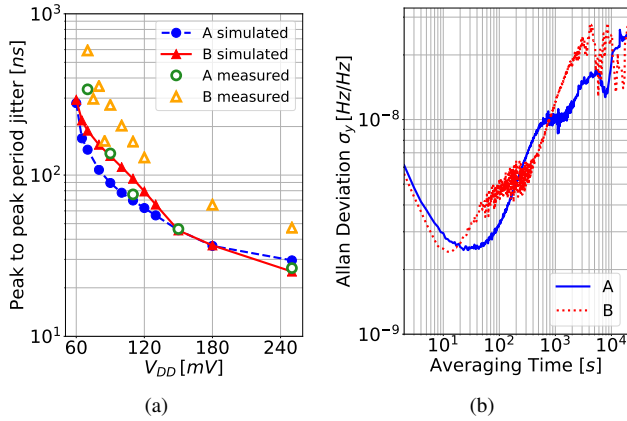 (a)
A simulated
B simulated
A measured
B measured
Peak to peak period jitter [ns]
10³
10²
10¹
60
120
180
240
V_DD [mV]
(a)
(b)
Allan Deviation σ_y [Hz/Hz]
10⁻⁸
10⁻⁹
A
B
10¹
10²
10³
10⁴
Averaging Time [s]
(b)